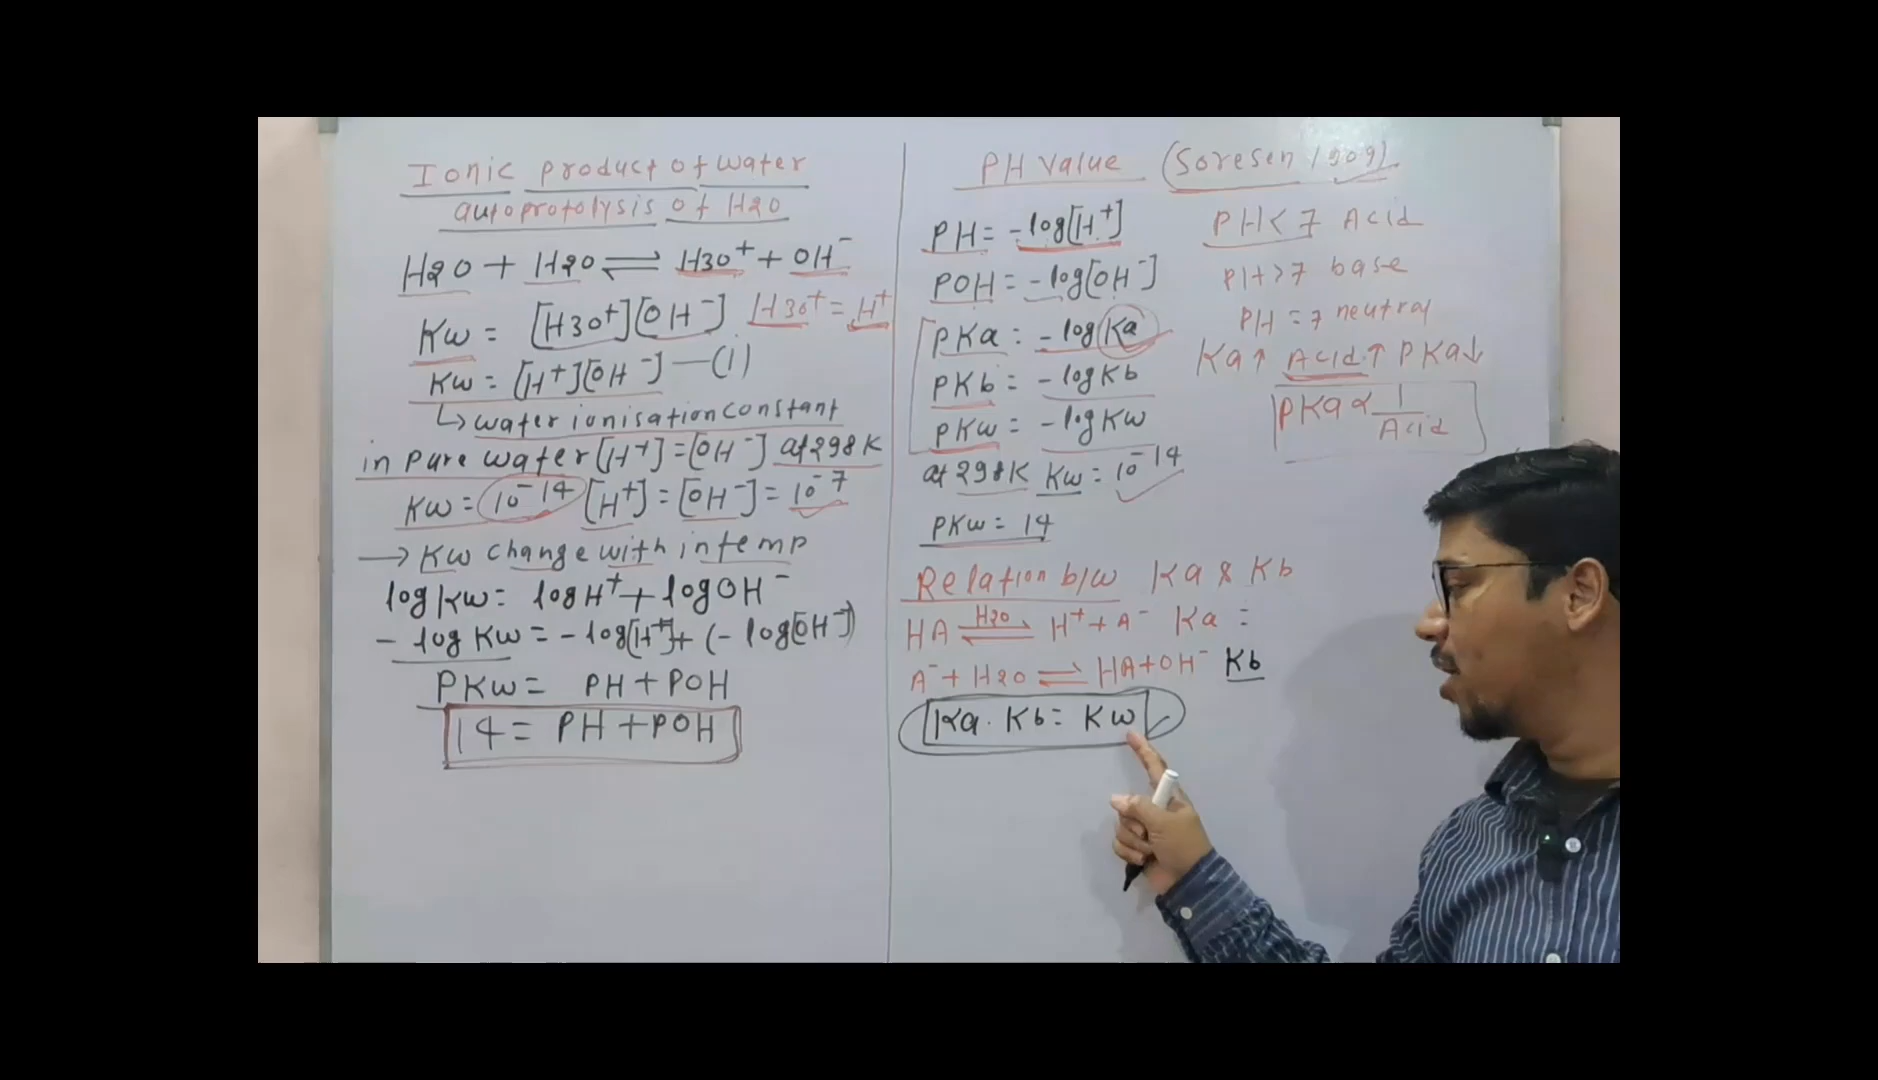 Ionic product of water
autoprotolysis of H2O
H2O + H2O ⇌ H3O⁺ + OH⁻
Kw = [H3O⁺][OH⁻] H3O⁺ = H⁺
Kw = [H⁺][OH⁻] —(i)
↳ water ionisation constant
in pure water [H⁺] = [OH⁻] at 298 K
Kw = 10⁻¹⁴ [H⁺] = [OH⁻] = 10⁻⁷
→ Kw change with in temp
log Kw = log H⁺ + log OH⁻
- log Kw = - log[H⁺] + (- log[OH⁻])
PKw = PH + POH
14 = PH + POH
PH Value (Soresen 1909)
PH = -log[H⁺]
POH = -log[OH⁻]
PKa = -log Ka
PKb = -log Kb
PKw = -log Kw
at 298K Kw = 10⁻¹⁴
PKw = 14
PH < 7 Acid
PH > 7 base
PH = 7 neutral
Ka↑ Acid↑ PKa↓
PKa ∝ 1/Acid
Relation b/w Ka & Kb
HA ⇌ H2O H⁺ + A⁻ Ka =
A⁻ + H2O ⇌ HA + OH⁻ Kb
Ka . Kb = Kw